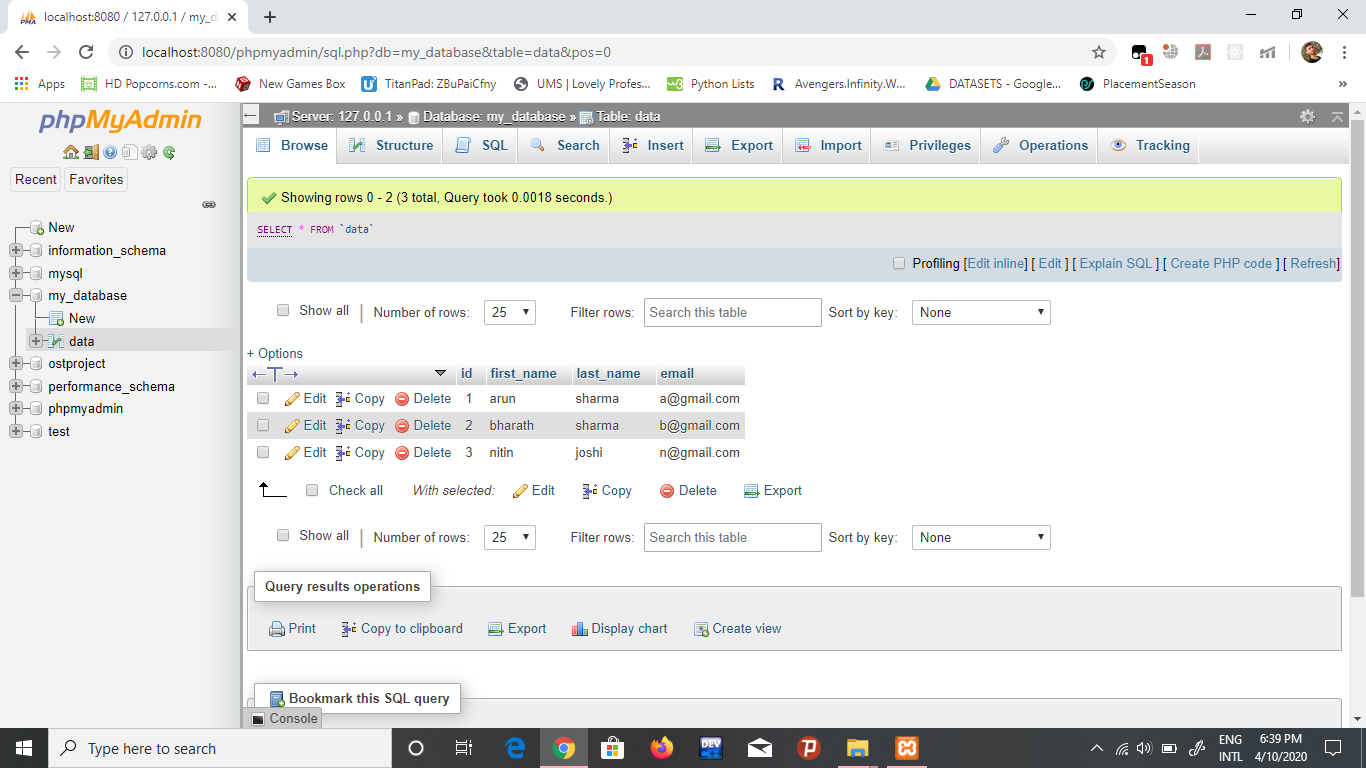 localhost:8080 / 127.0.0.1 / my_d
localhost:8080/phpmyadmin/sql.php?db=my_database&table=data&pos=0
1
Apps HD Popcorns.com -... New Games Box TitanPad: ZBuPaiCfny UMS | Lovely Profes... Python Lists Avengers.Infinity.W... DATASETS - Google... PlacementSeason »
phpMyAdmin
Recent Favorites
New
information_schema
mysql
my_database
New
data
ostproject
performance_schema
phpmyadmin
test
Server: 127.0.0.1 » Database: my_database » Table: data
Browse Structure SQL Search Insert Export Import Privileges Operations Tracking
Showing rows 0 - 2 (3 total, Query took 0.0018 seconds.)
SELECT * FROM `data`
Profiling [Edit inline] [ Edit ] [ Explain SQL ] [ Create PHP code ] [ Refresh]
Show all | Number of rows: 25 Filter rows: Search this table Sort by key: None
+ Options
id first_name last_name email
Edit Copy Delete 1 arun sharma a@gmail.com
Edit Copy Delete 2 bharath sharma b@gmail.com
Edit Copy Delete 3 nitin joshi n@gmail.com
Check all With selected: Edit Copy Delete Export
Show all | Number of rows: 25 Filter rows: Search this table Sort by key: None
Query results operations
Print Copy to clipboard Export Display chart Create view
Bookmark this SQL query
Console
Type here to search
DEV
ENG
INTL
6:39 PM
4/10/2020